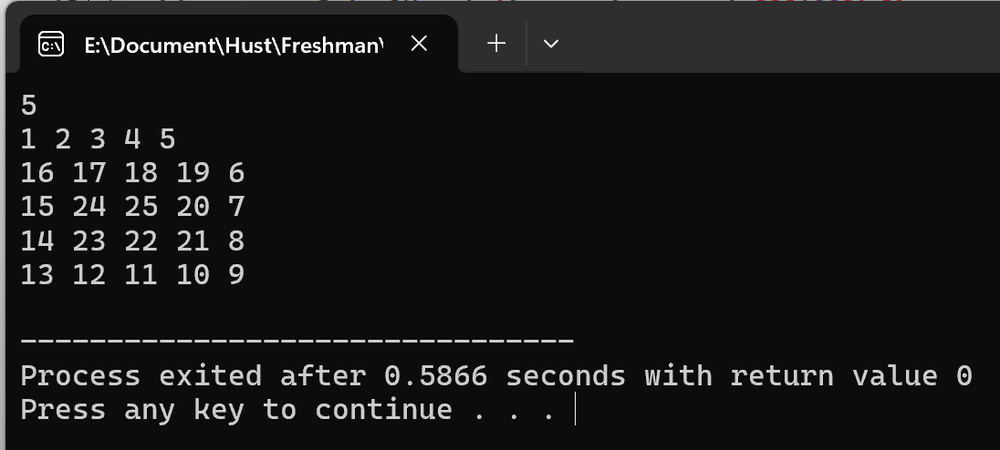 E:\Document\Hust\Freshman\
5
1 2 3 4 5
16 17 18 19 6
15 24 25 20 7
14 23 22 21 8
13 12 11 10 9
--------------------------------
Process exited after 0.5866 seconds with return value 0
Press any key to continue . . .